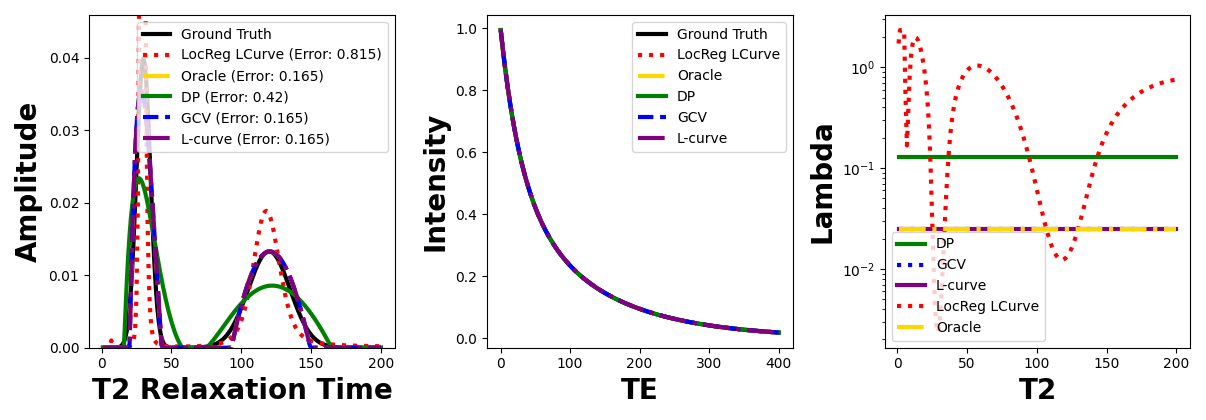 0.04
0.03
0.02
0.01
0.00
0
50
100
150
200
Amplitude
T2 Relaxation Time
Ground Truth
LocReg LCurve (Error: 0.815)
Oracle (Error: 0.165)
DP (Error: 0.42)
GCV (Error: 0.165)
L-curve (Error: 0.165)
1.0
0.8
0.6
0.4
0.2
0.0
0
100
200
300
400
Intensity
TE
Ground Truth
LocReg LCurve
Oracle
DP
GCV
L-curve
10⁰
10⁻¹
10⁻²
0
50
100
150
200
Lambda
T2
DP
GCV
L-curve
LocReg LCurve
Oracle